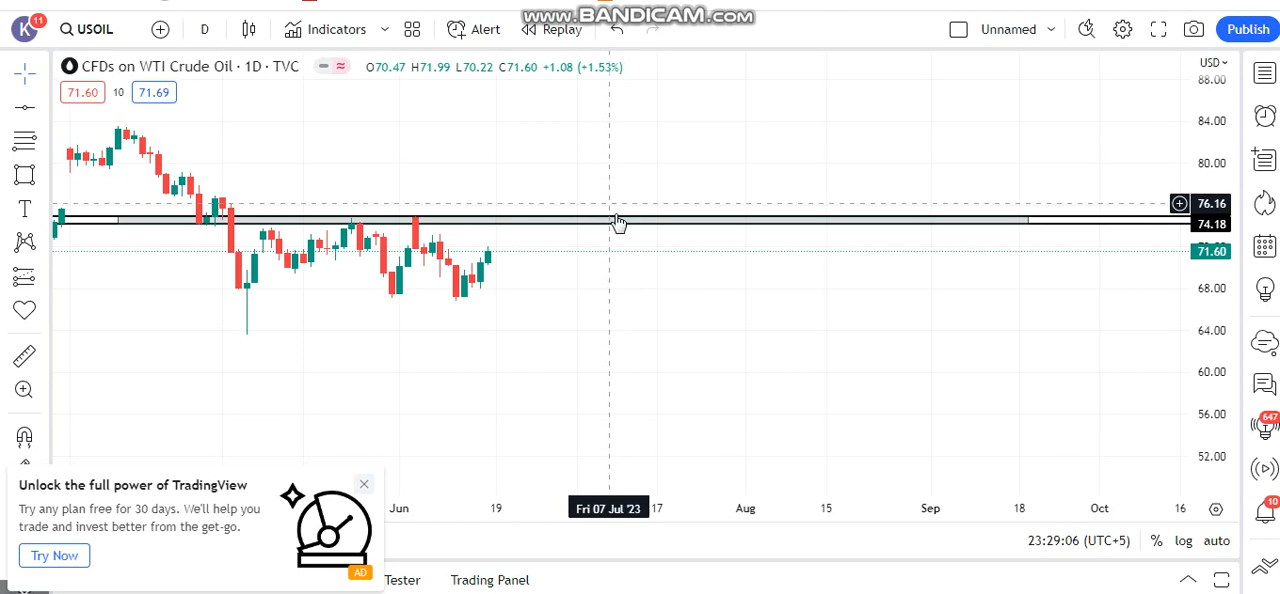 www.BANDICAM.com
K 11 USOIL D Indicators Alert Replay Unnamed Publish
CFDs on WTI Crude Oil · 1D · TVC O70.47 H71.99 L70.22 C71.60 +1.08 (+1.53%)
USD
71.60 10 71.69
88.00
84.00
80.00
76.16
74.18
71.60
68.00
64.00
60.00
56.00
52.00
647
10
Unlock the full power of TradingView
Try any plan free for 30 days. We'll help you
trade and invest better from the get-go.
Try Now
AD
Jun 19 Fri 07 Jul '23 17 Aug 15 Sep 18 Oct 16
23:29:06 (UTC+5) % log auto
Tester Trading Panel